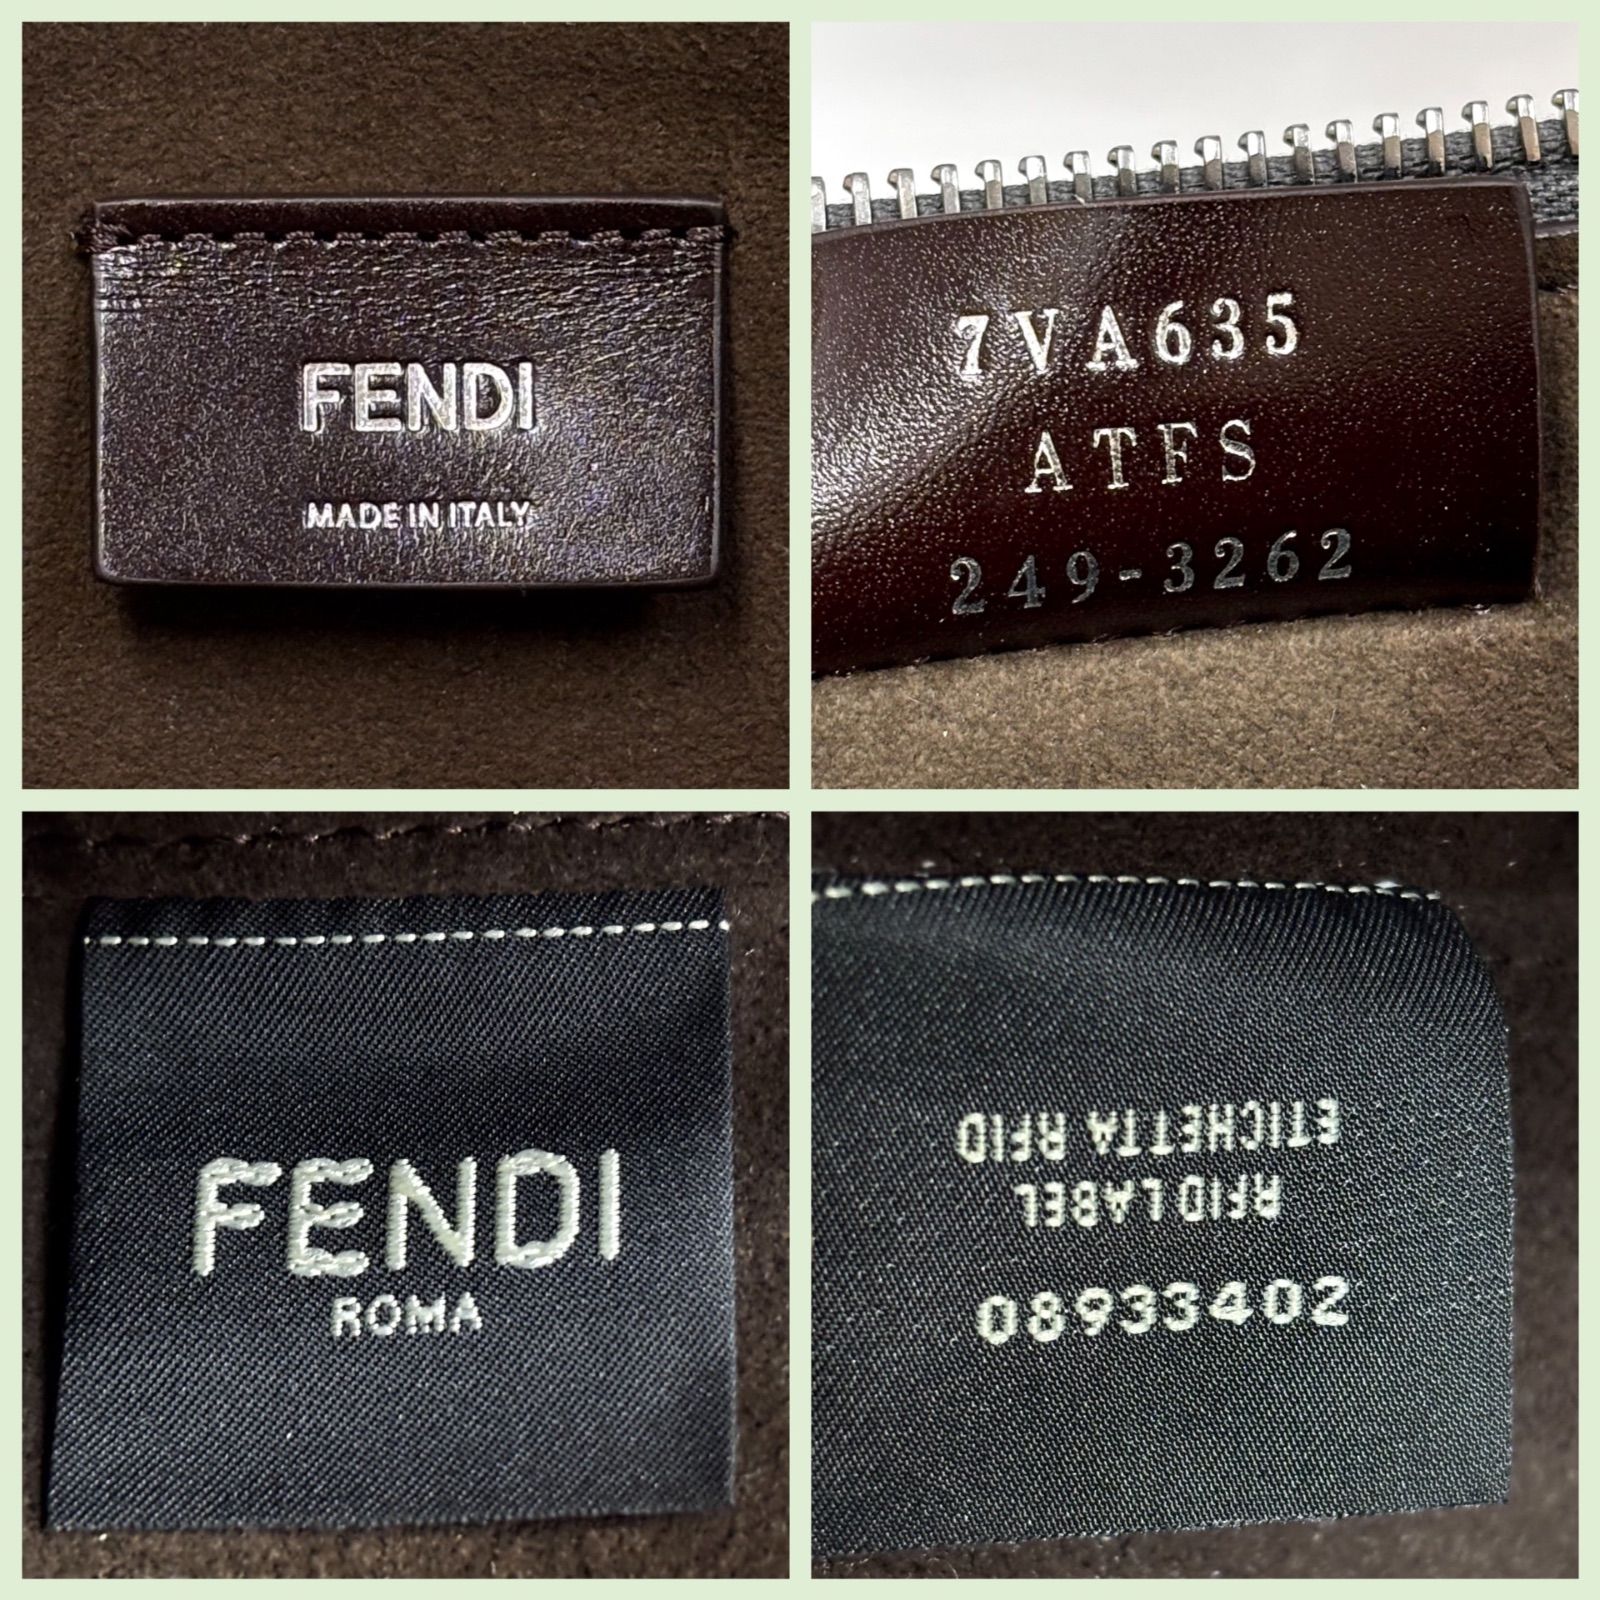 FENDI
MADE IN ITALY
7VA635
ATFS
249-3262
FENDI
ROMA
ETICHETTA RFID
RFID LABEL
08933402